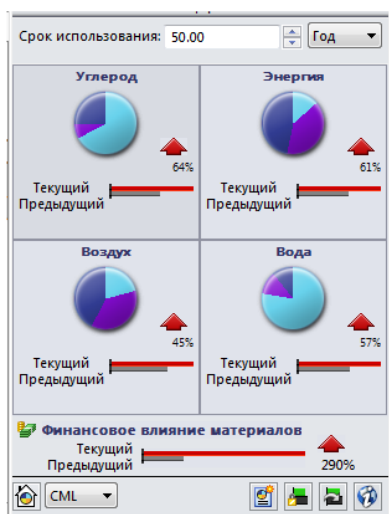 Срок использования: 50.00 Год
Углерод Энергия
64% 61%
Текущий Текущий
Предыдущий Предыдущий
Воздух Вода
45% 57%
Текущий Текущий
Предыдущий Предыдущий
Финансовое влияние материалов
Текущий
Предыдущий 290%
CML